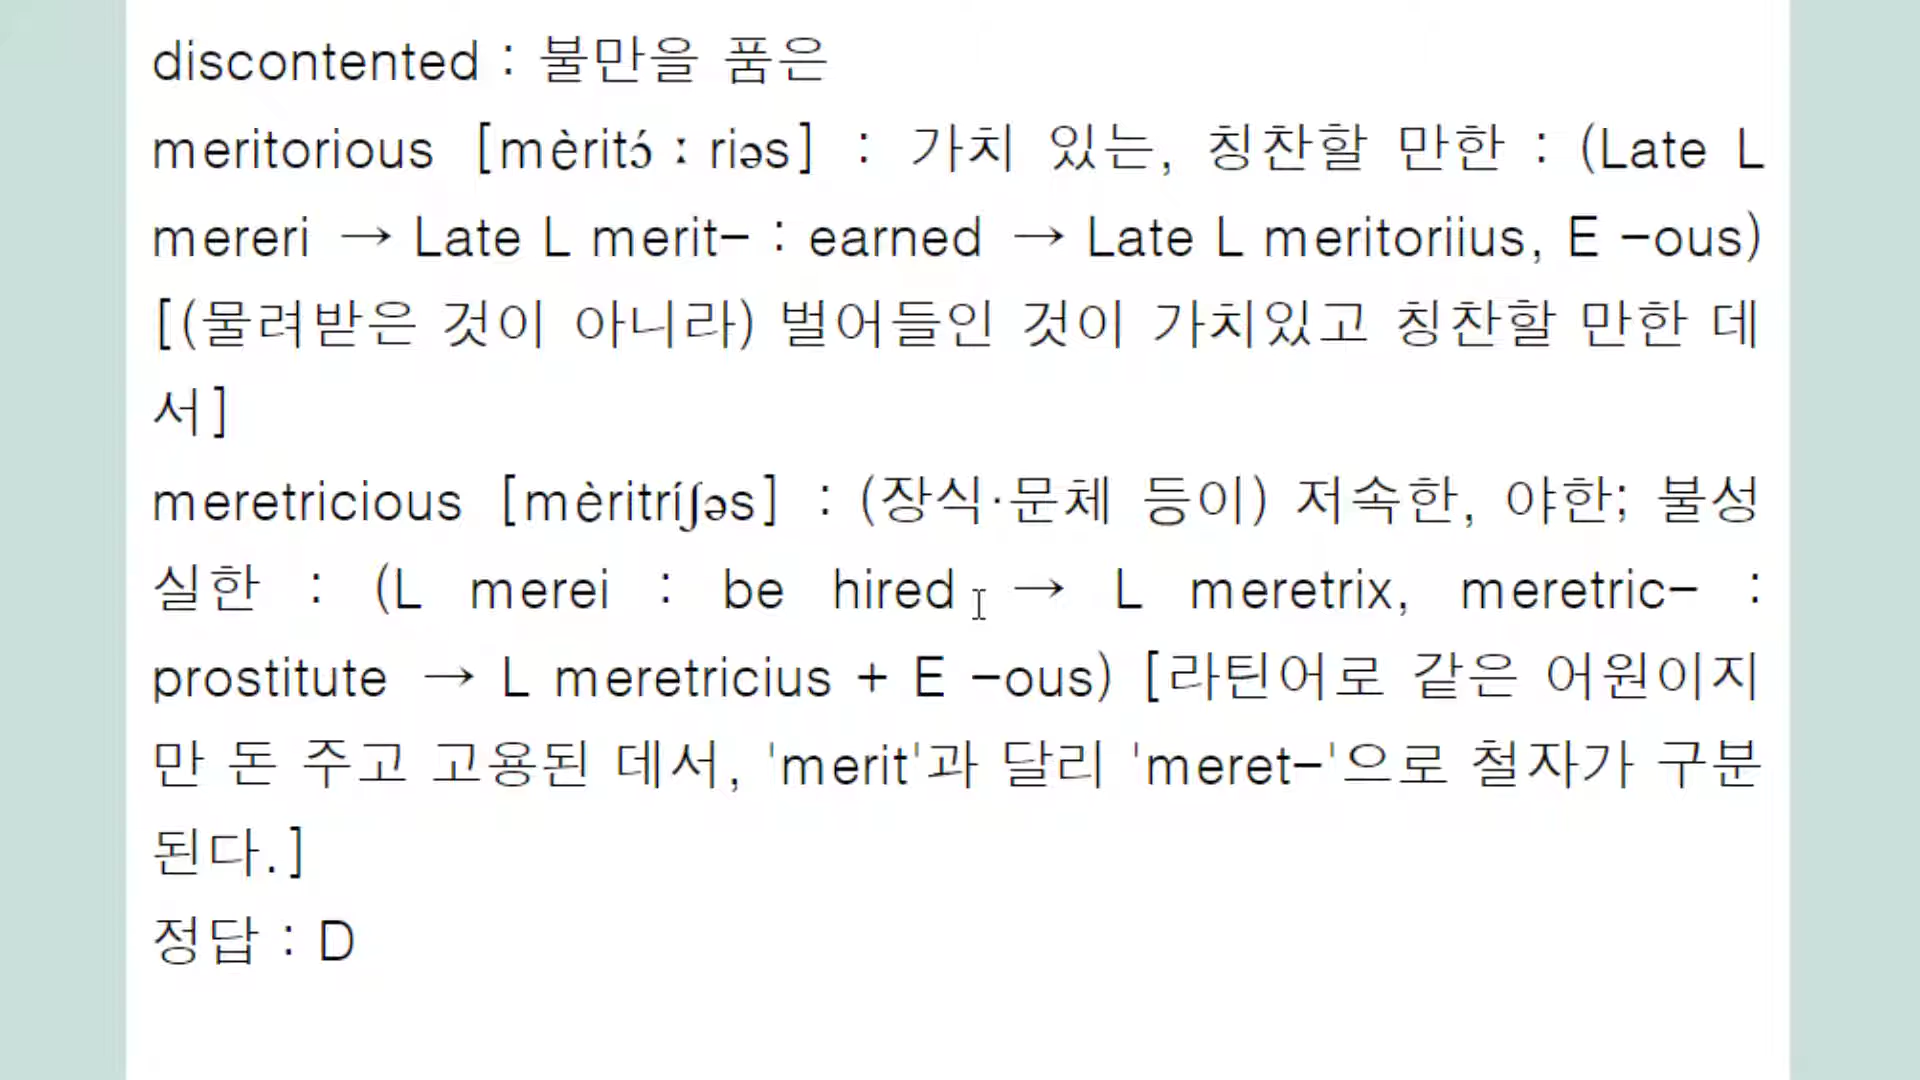 discontented : 불만을 품은
meritorious [mèritɔ́ː riəs] : 가치 있는, 칭찬할 만한 : (Late L
mereri → Late L merit- : earned → Late L meritoriius, E -ous)
[(물려받은 것이 아니라) 벌어들인 것이 가치있고 칭찬할 만한 데
서]
meretricious [mèritríʃəs] : (장식·문체 등이) 저속한, 야한; 불성
실한 : (L merei : be hired → L meretrix, meretric- :
prostitute → L meretricius + E -ous) [라틴어로 같은 어원이지
만 돈 주고 고용된 데서, 'merit'과 달리 'meret-'으로 철자가 구분
된다.]
정답 : D